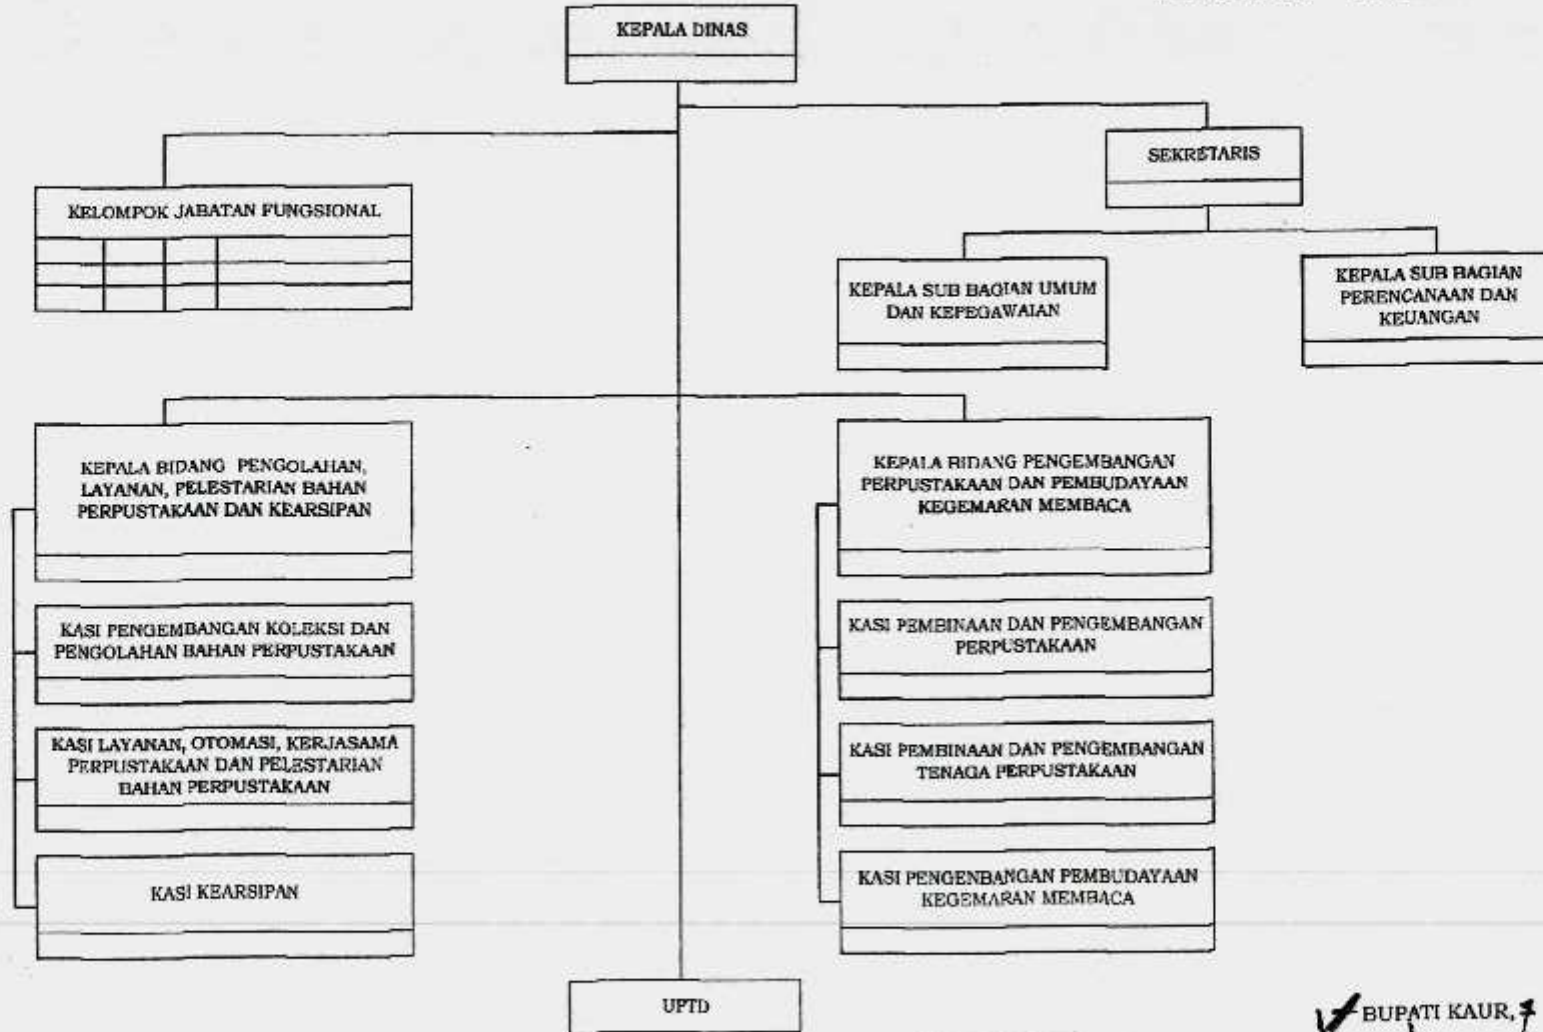 KEPALA DINAS
SEKRETARIS
KELOMPOK JABATAN FUNGSIONAL
KEPALA SUB BAGIAN UMUM
DAN KEPEGAWAIAN
KEPALA SUB BAGIAN
PERENCANAAN DAN
KEUANGAN
KEPALA BIDANG PENGOLAHAN,
LAYANAN, PELESTARIAN BAHAN
PERPUSTAKAAN DAN KEARSIPAN
KEPALA BIDANG PENGEMBANGAN
PERPUSTAKAAN DAN PEMBUDAYAAN
KEGEMARAN MEMBACA
KASI PENGEMBANGAN KOLEKSI DAN
PENGOLAHAN BAHAN PERPUSTAKAAN
KASI PEMBINAAN DAN PENGEMBANGAN
PERPUSTAKAAN
KASI LAYANAN, OTOMASI, KERJASAMA
PERPUSTAKAAN DAN PELESTARIAN
BAHAN PERPUSTAKAAN
KASI PEMBINAAN DAN PENGEMBANGAN
TENAGA PERPUSTAKAAN
KASI KEARSIPAN
KASI PENGENBANGAN PEMBUDAYAAN
KEGEMARAN MEMBACA
UPTD
BUPATI KAUR,